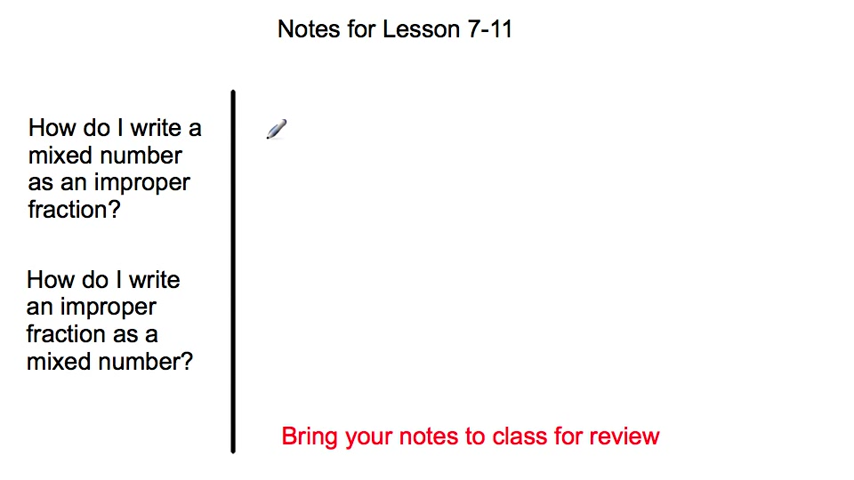 Notes for Lesson 7-11
How do I write a
mixed number
as an improper
fraction?
How do I write
an improper
fraction as a
mixed number?
Bring your notes to class for review